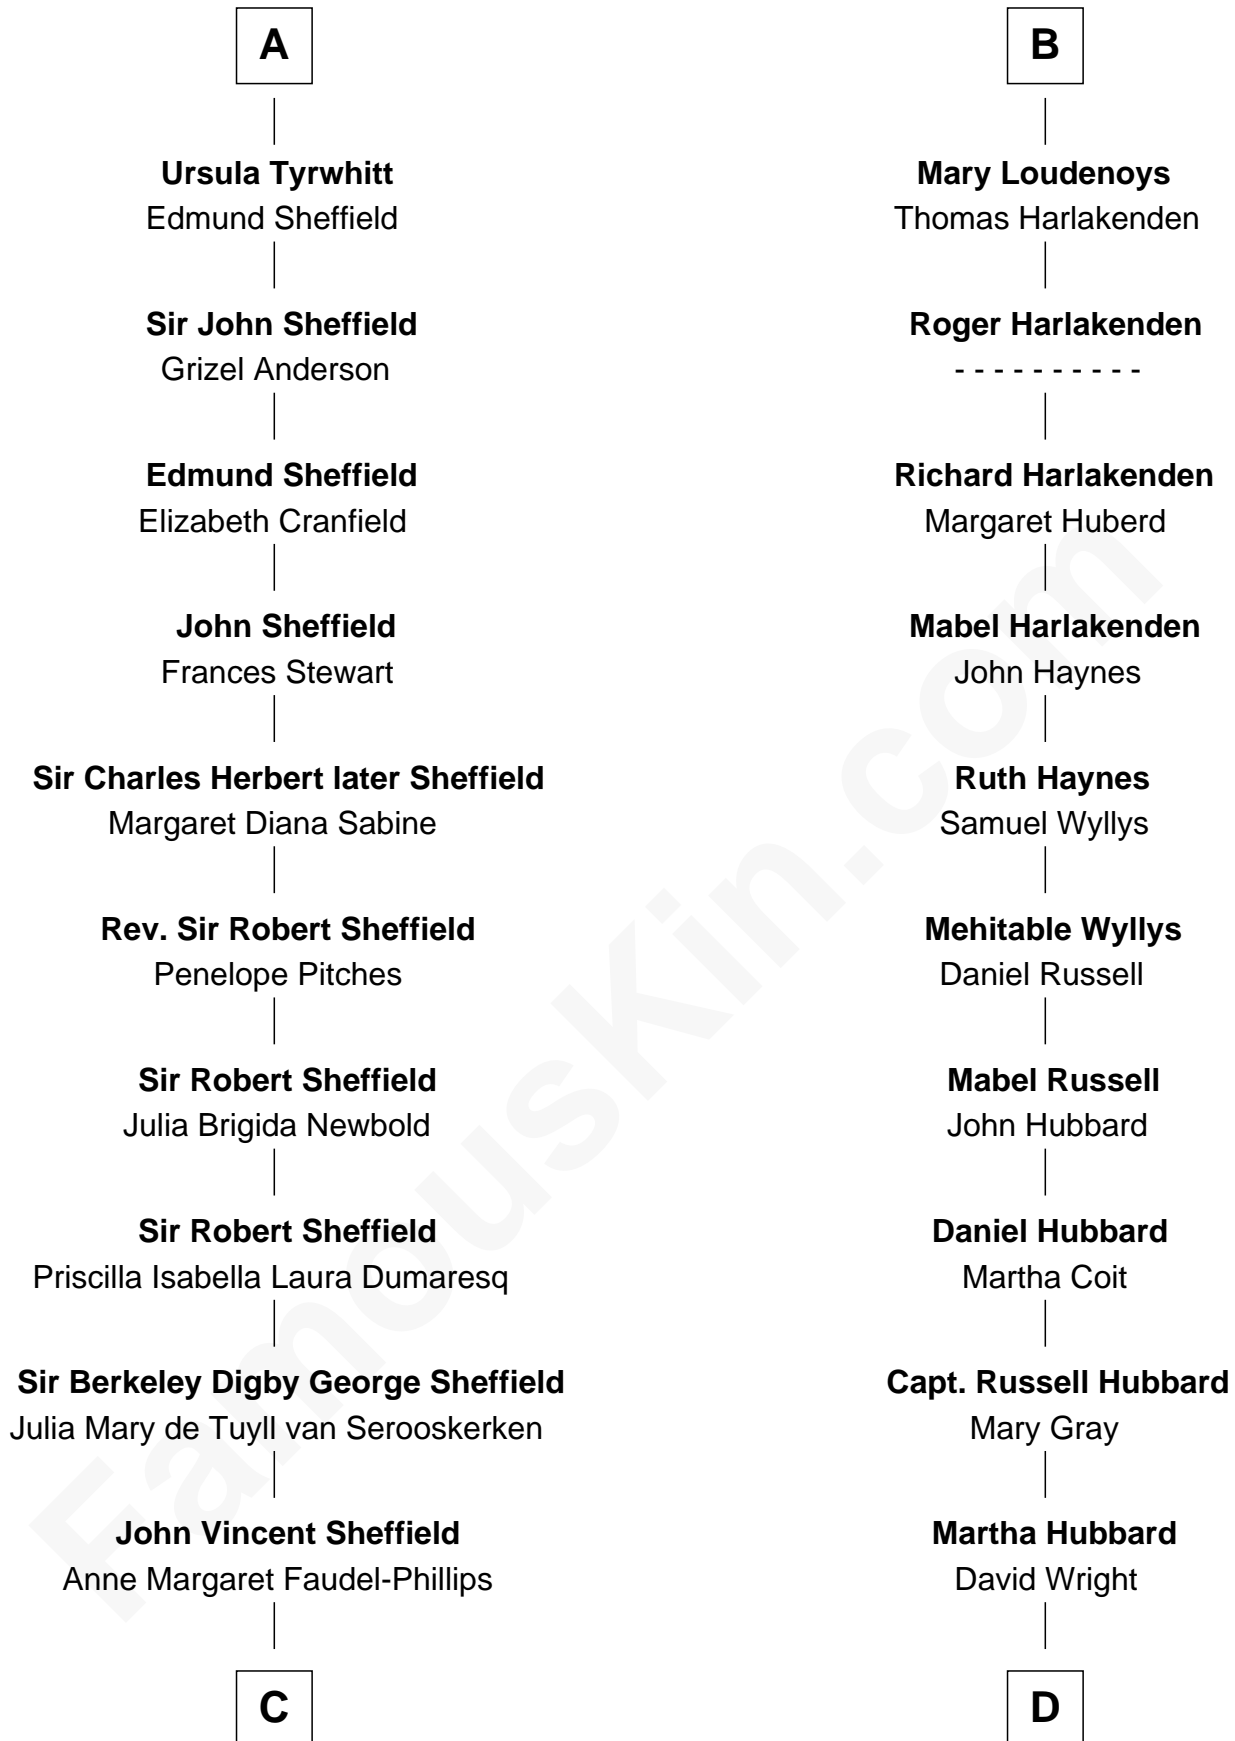 A
Ursula Tyrwhitt
Edmund Sheffield
Sir John Sheffield
Grizel Anderson
Edmund Sheffield
Elizabeth Cranfield
John Sheffield
Frances Stewart
Sir Charles Herbert later Sheffield
Margaret Diana Sabine
Rev. Sir Robert Sheffield
Penelope Pitches
Sir Robert Sheffield
Julia Brigida Newbold
Sir Robert Sheffield
Priscilla Isabella Laura Dumaresq
Sir Berkeley Digby George Sheffield
Julia Mary de Tuyll van Serooskerken
John Vincent Sheffield
Anne Margaret Faudel-Phillips
C
B
Mary Loudenoys
Thomas Harlakenden
Roger Harlakenden
- - - - - - - - - -
Richard Harlakenden
Margaret Huberd
Mabel Harlakenden
John Haynes
Ruth Haynes
Samuel Wyllys
Mehitable Wyllys
Daniel Russell
Mabel Russell
John Hubbard
Daniel Hubbard
Martha Coit
Capt. Russell Hubbard
Mary Gray
Martha Hubbard
David Wright
D
FamousKin.com